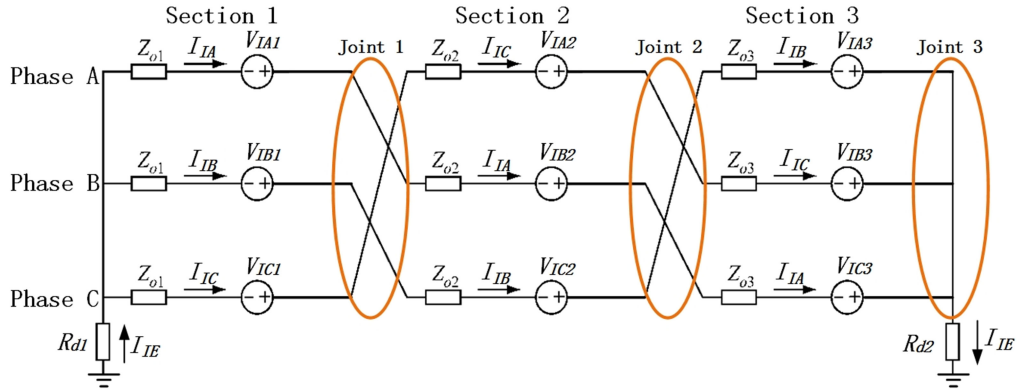 Section 1 Section 2 Section 3
Zo1 IIA VIA1 Joint 1 Zo2 IIC VIA2 Joint 2 Zo3 IIB VIA3 Joint 3
Phase A
Zo1 IIB VIB1 Zo2 IIA VIB2 Zo3 IIC VIB3
Phase B
Zo1 IIC VIC1 Zo2 IIB VIC2 Zo3 IIA VIC3
Phase C
Rd1 IIE Rd2 IIE